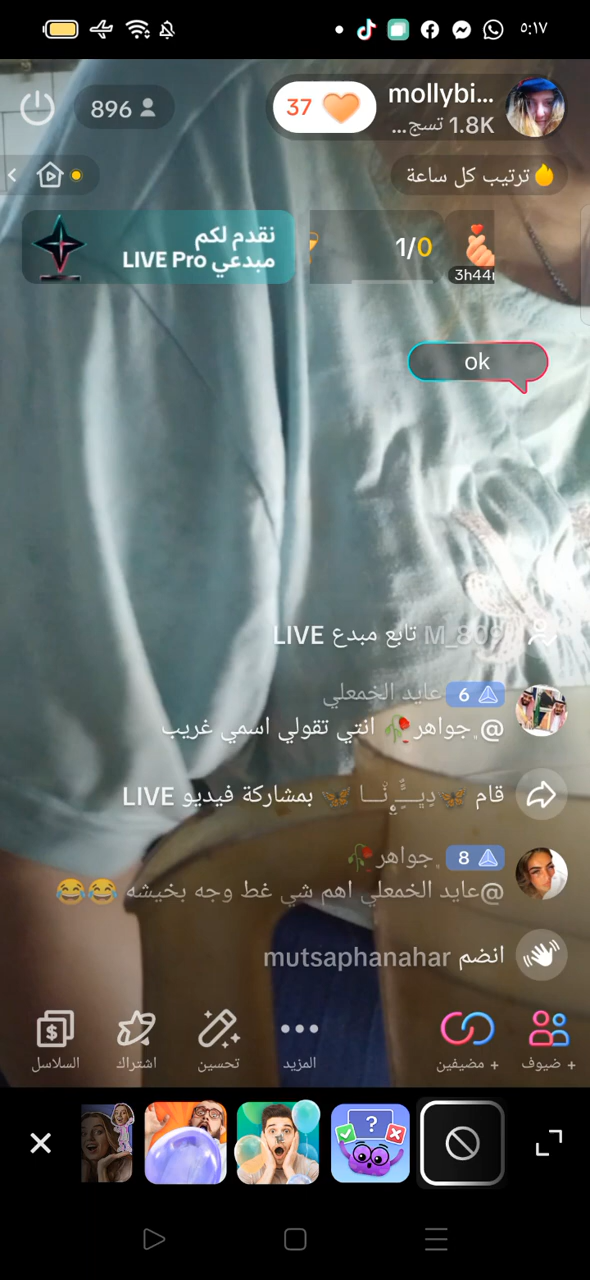 ٥:١٧
896
37
mollybi...
1.8K تسج...
ترتيب كل ساعة
نقدم لكم
مبدعي LIVE Pro
1/0
3h44
ok
M_809 تابع مبدع LIVE
6 عايد الخمعلي
@ٍ جواهر🥀 انتي تقولي اسمي غريب
قام 🦋 🦋 بمشاركة فيديو LIVE
8 ٍ جواهر🥀
@عايد الخمعلي اهم شي غط وجه بخيشه 😂😂
انضم mutsaphanahar
السلاسل
اشتراك
تحسين
المزيد
+ مضيفين
+ ضيوف
?